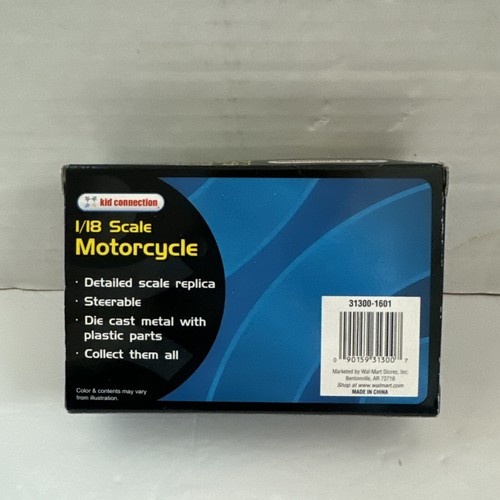 kid connection
1/18 Scale
Motorcycle
· Detailed scale replica
· Steerable
· Die cast metal with
plastic parts
· Collect them all
Color & contents may vary
from illustration.
31300-1601
0 90159 31300 7
Marketed by Wal-Mart Stores, Inc.
Bentonville, AR 72716
Shop at www.walmart.com
MADE IN CHINA